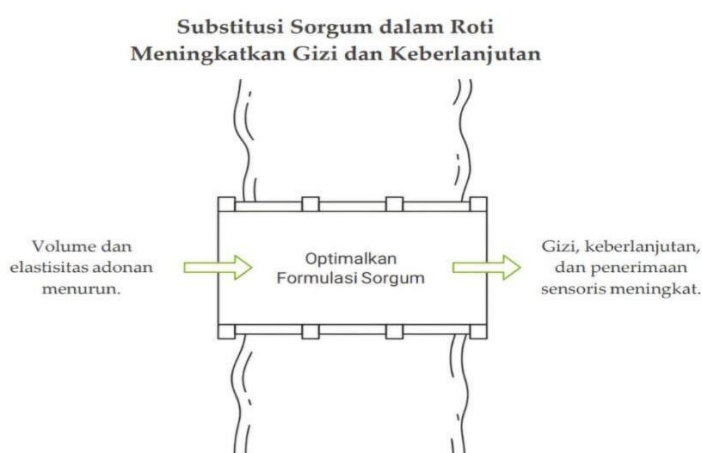 Substitusi Sorgum dalam Roti
Meningkatkan Gizi dan Keberlanjutan
Volume dan
elastisitas adonan
menurun.
Optimalkan
Formulasi Sorgum
Gizi, keberlanjutan,
dan penerimaan
sensoris meningkat.